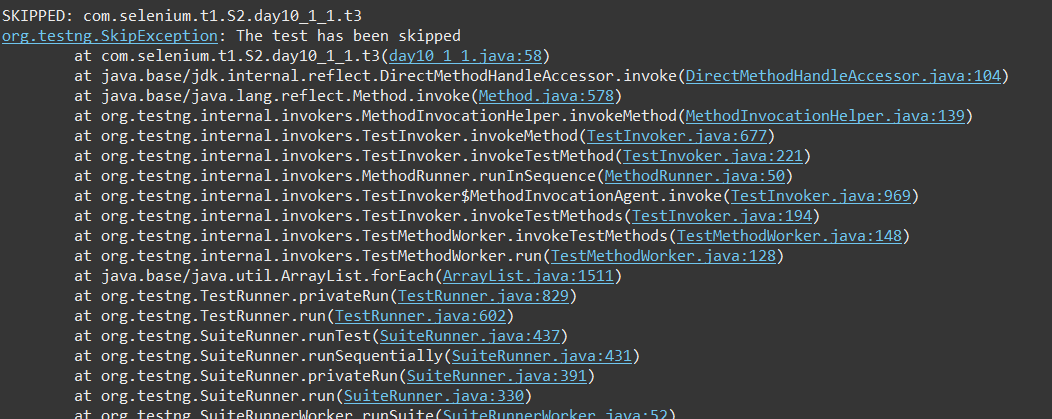 SKIPPED: com.selenium.t1.S2.day10_1_1.t3
org.testng.SkipException: The test has been skipped
at com.selenium.t1.S2.day10_1_1.t3(day10_1_1.java:58)
at java.base/jdk.internal.reflect.DirectMethodHandleAccessor.invoke(DirectMethodHandleAccessor.java:104)
at java.base/java.lang.reflect.Method.invoke(Method.java:578)
at org.testng.internal.invokers.MethodInvocationHelper.invokeMethod(MethodInvocationHelper.java:139)
at org.testng.internal.invokers.TestInvoker.invokeMethod(TestInvoker.java:677)
at org.testng.internal.invokers.TestInvoker.invokeTestMethod(TestInvoker.java:221)
at org.testng.internal.invokers.MethodRunner.runInSequence(MethodRunner.java:50)
at org.testng.internal.invokers.TestInvoker$MethodInvocationAgent.invoke(TestInvoker.java:969)
at org.testng.internal.invokers.TestInvoker.invokeTestMethods(TestInvoker.java:194)
at org.testng.internal.invokers.TestMethodWorker.invokeTestMethods(TestMethodWorker.java:148)
at org.testng.internal.invokers.TestMethodWorker.run(TestMethodWorker.java:128)
at java.base/java.util.ArrayList.forEach(ArrayList.java:1511)
at org.testng.TestRunner.privateRun(TestRunner.java:829)
at org.testng.TestRunner.run(TestRunner.java:602)
at org.testng.SuiteRunner.runTest(SuiteRunner.java:437)
at org.testng.SuiteRunner.runSequentially(SuiteRunner.java:431)
at org.testng.SuiteRunner.privateRun(SuiteRunner.java:391)
at org.testng.SuiteRunner.run(SuiteRunner.java:330)
at org.testng.SuiteRunnerWorker.runSuite(SuiteRunnerWorker.java:52)